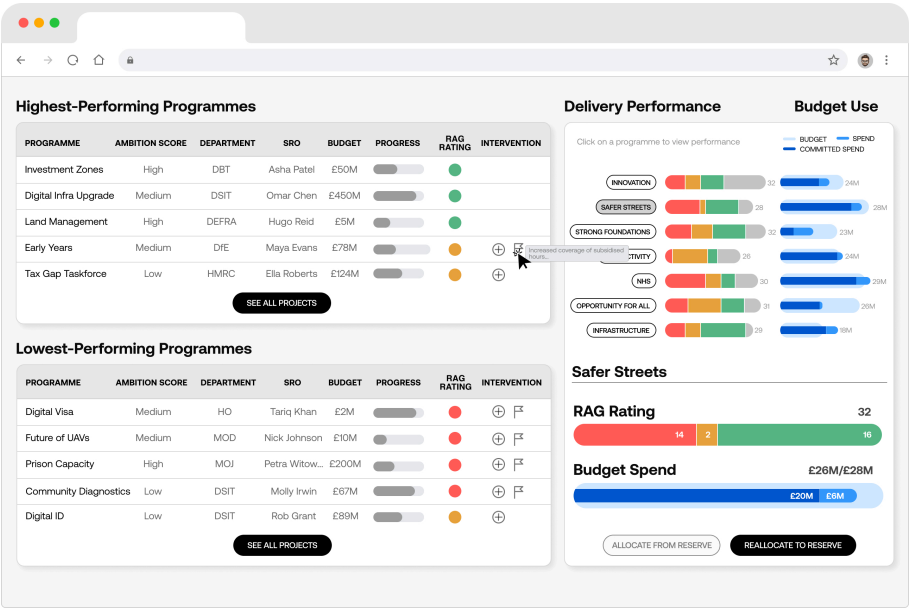 Highest-Performing Programmes
PROGRAMME AMBITION SCORE DEPARTMENT SRO BUDGET PROGRESS RAG RATING INTERVENTION
Investment Zones High DBT Asha Patel £50M
Digital Infra Upgrade Medium DSIT Omar Chen £450M
Land Management High DEFRA Hugo Reid £5M
Early Years Medium DfE Maya Evans £78M
Increased coverage of subsidised
hours...
Tax Gap Taskforce Low HMRC Ella Roberts £124M
SEE ALL PROJECTS
Lowest-Performing Programmes
PROGRAMME AMBITION SCORE DEPARTMENT SRO BUDGET PROGRESS RAG RATING INTERVENTION
Digital Visa Medium HO Tariq Khan £2M
Future of UAVs Medium MOD Nick Johnson £10M
Prison Capacity High MOJ Petra Witow... £200M
Community Diagnostics Low DSIT Molly Irwin £67M
Digital ID Low DSIT Rob Grant £89M
SEE ALL PROJECTS
Delivery Performance Budget Use
Click on a programme to view performance
BUDGET SPEND
COMMITTED SPEND
INNOVATION 32 24M
SAFER STREETS 28 28M
STRONG FOUNDATIONS 32 23M
CTIVITY 26 24M
NHS 30 29M
OPPORTUNITY FOR ALL 31 26M
INFRASTRUCTURE 29 18M
Safer Streets
RAG Rating 32
14 2 16
Budget Spend £26M/£28M
£20M £6M
ALLOCATE FROM RESERVE REALLOCATE TO RESERVE